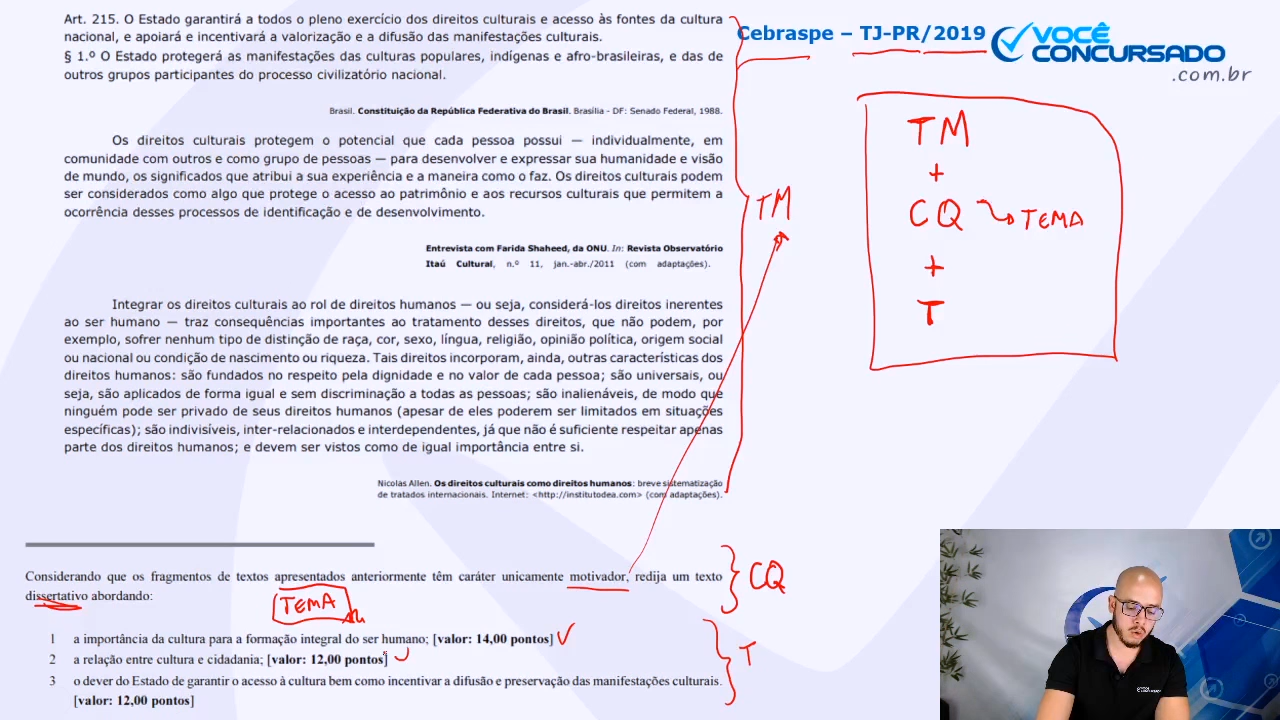 Art. 215. O Estado garantirá a todos o pleno exercício dos direitos culturais e acesso às fontes da cultura
nacional, e apoiará e incentivará a valorização e a difusão das manifestações culturais.
§ 1.º O Estado protegerá as manifestações das culturas populares, indígenas e afro-brasileiras, e das de
outros grupos participantes do processo civilizatório nacional.
Brasil. Constituição da República Federativa do Brasil. Brasília - DF: Senado Federal, 1988.
Os direitos culturais protegem o potencial que cada pessoa possui — individualmente, em
comunidade com outros e como grupo de pessoas — para desenvolver e expressar sua humanidade e visão
de mundo, os significados que atribui a sua experiência e a maneira como o faz. Os direitos culturais podem
ser considerados como algo que protege o acesso ao patrimônio e aos recursos culturais que permitem a
ocorrência desses processos de identificação e de desenvolvimento.
Entrevista com Farida Shaheed, da ONU. In: Revista Observatório
Itaú Cultural, n.º 11, jan.-abr./2011 (com adaptações).
Integrar os direitos culturais ao rol de direitos humanos — ou seja, considerá-los direitos inerentes
ao ser humano — traz consequências importantes ao tratamento desses direitos, que não podem, por
exemplo, sofrer nenhum tipo de distinção de raça, cor, sexo, língua, religião, opinião política, origem social
ou nacional ou condição de nascimento ou riqueza. Tais direitos incorporam, ainda, outras características dos
direitos humanos: são fundados no respeito pela dignidade e no valor de cada pessoa; são universais, ou
seja, são aplicados de forma igual e sem discriminação a todas as pessoas; são inalienáveis, de modo que
ninguém pode ser privado de seus direitos humanos (apesar de eles poderem ser limitados em situações
específicas); são indivisíveis, inter-relacionados e interdependentes, já que não é suficiente respeitar apenas
parte dos direitos humanos; e devem ser vistos como de igual importância entre si.
Nicolas Allen. Os direitos culturais como direitos humanos: breve sistematização
de tratados internacionais. Internet: <http://institutodea.com> (com adaptações).
Considerando que os fragmentos de textos apresentados anteriormente têm caráter unicamente motivador, redija um texto
dissertativo abordando:
TEMA
1 a importância da cultura para a formação integral do ser humano; [valor: 14,00 pontos]
2 a relação entre cultura e cidadania; [valor: 12,00 pontos]
3 o dever do Estado de garantir o acesso à cultura bem como incentivar a difusão e preservação das manifestações culturais.
[valor: 12,00 pontos]
TM
CQ
T
Cebraspe – TJ-PR/2019
VOCÊ
CONCURSADO
.com.br
TM
+
CQ TEMA
+
T